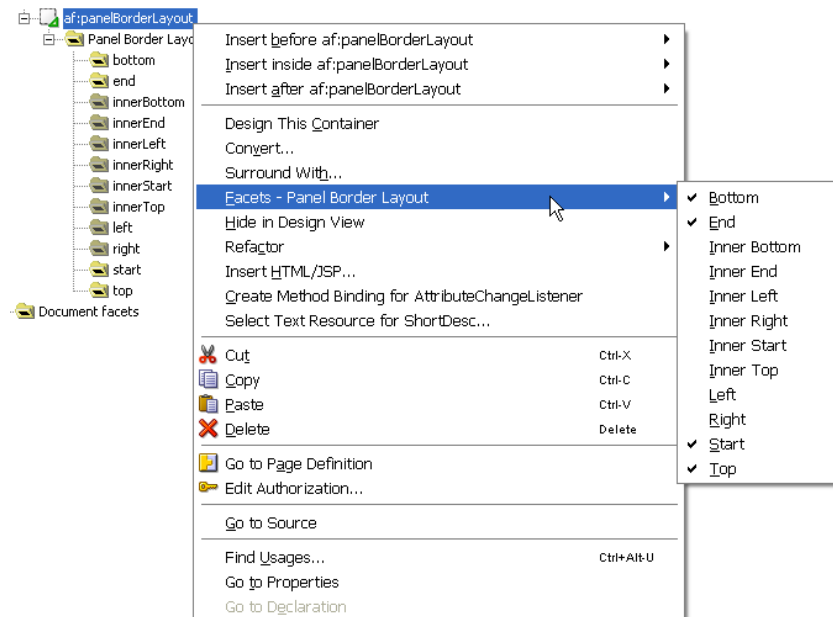 af:panelBorderLayout
Panel Border Layo
bottom
end
innerBottom
innerEnd
innerLeft
innerRight
innerStart
innerTop
left
right
start
top
Document facets
Insert before af:panelBorderLayout
Insert inside af:panelBorderLayout
Insert after af:panelBorderLayout
Design This Container
Convert...
Surround With...
Facets - Panel Border Layout
Hide in Design View
Refactor
Insert HTML/JSP...
Create Method Binding for AttributeChangeListener
Select Text Resource for ShortDesc...
Cut Ctrl-X
Copy Ctrl-C
Paste Ctrl-V
Delete Delete
Go to Page Definition
Edit Authorization...
Go to Source
Find Usages... Ctrl+Alt-U
Go to Properties
Go to Declaration
Bottom
End
Inner Bottom
Inner End
Inner Left
Inner Right
Inner Start
Inner Top
Left
Right
Start
Top